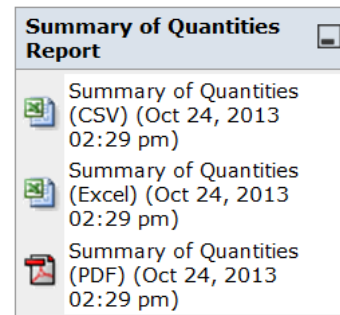 Summary of Quantities
Report
Summary of Quantities
(CSV) (Oct 24, 2013
02:29 pm)
Summary of Quantities
(Excel) (Oct 24, 2013
02:29 pm)
Summary of Quantities
(PDF) (Oct 24, 2013
02:29 pm)